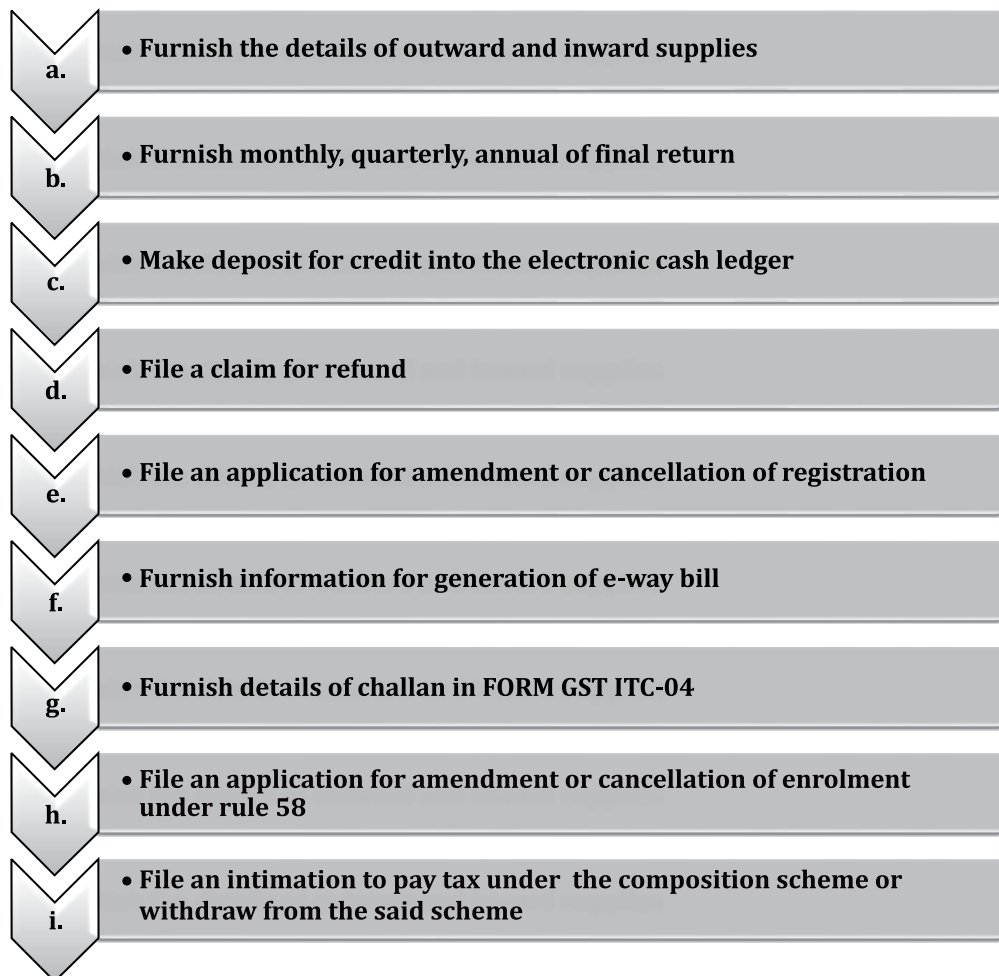 a.
• Furnish the details of outward and inward supplies
b.
• Furnish monthly, quarterly, annual of final return
c.
• Make deposit for credit into the electronic cash ledger
d.
• File a claim for refund
e.
• File an application for amendment or cancellation of registration
f.
• Furnish information for generation of e-way bill
g.
• Furnish details of challan in FORM GST ITC-04
h.
• File an application for amendment or cancellation of enrolment
under rule 58
i.
• File an intimation to pay tax under the composition scheme or
withdraw from the said scheme